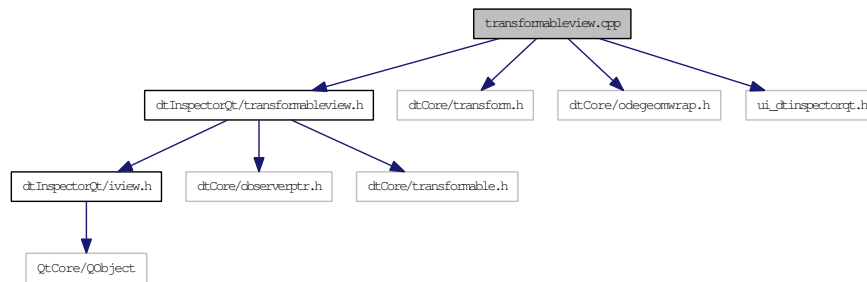 transformableview.cpp
dtInspectorQt/transformableview.h
dtCore/transform.h
dtCore/odegeomwrap.h
ui_dtinspectorqt.h
dtInspectorQt/iview.h
dtCore/observerptr.h
dtCore/transformable.h
QtCore/QObject